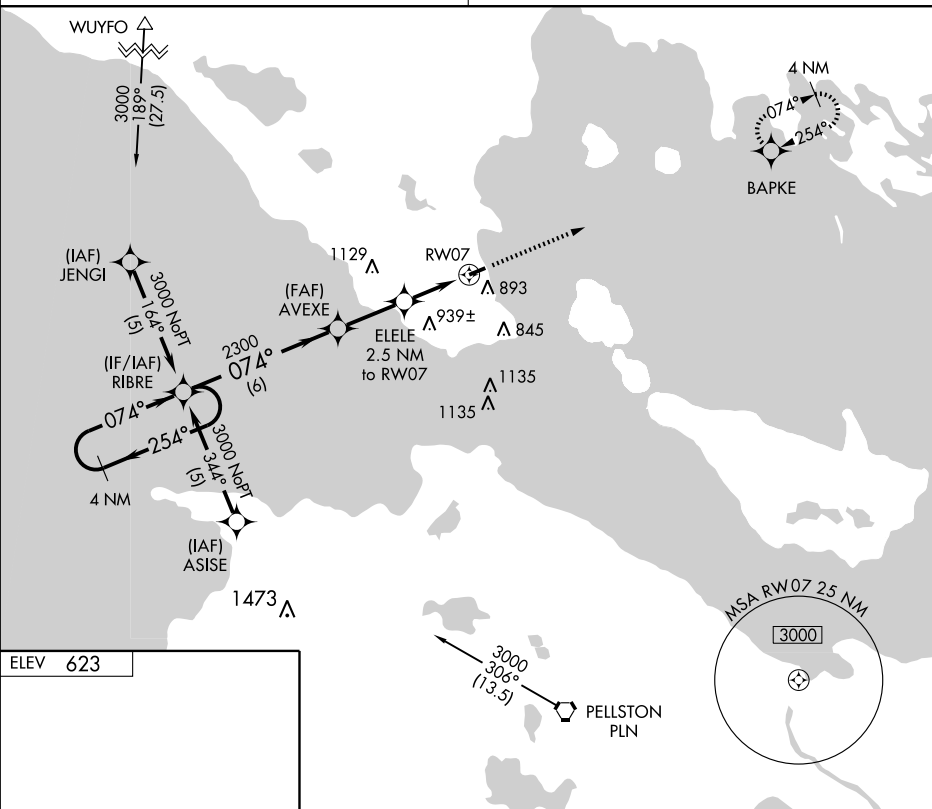 WUYFO
3000
189°
(27.5)
4 NM
074°
254°
BAPKE
(IAF)
JENGI
3000 NoPT
164°
(5)
1129
RW07
893
(FAF)
AVEXE
939±
845
ELELE
2.5 NM
to RW07
2300
074°
(6)
(IF/IAF)
RIBRE
1135
1135
074°
254°
4 NM
3000 NoPT
344°
(5)
(IAF)
ASISE
1473
MSA RW07 25 NM
3000
ELEV 623
3000
306°
(13.5)
PELLSTON
PLN